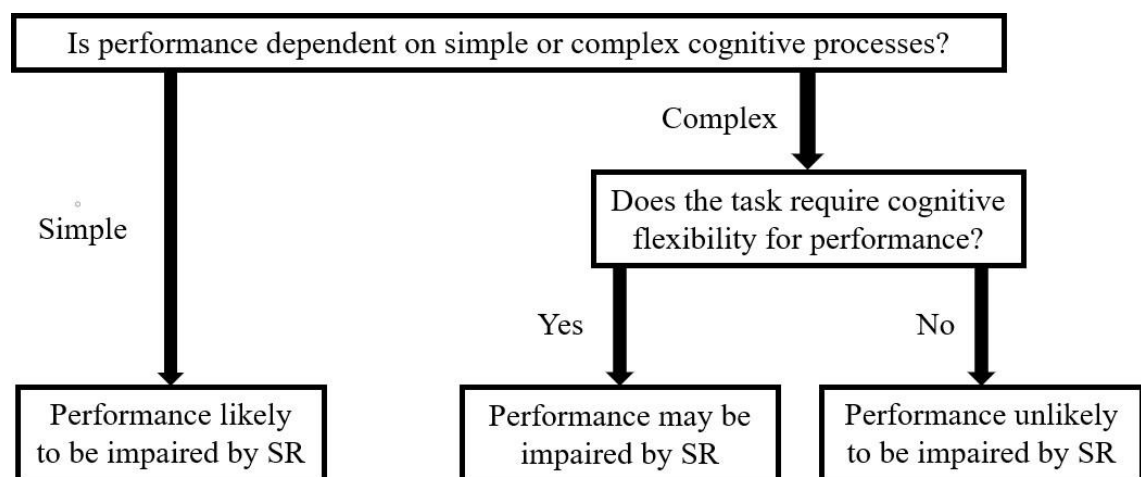 Is performance dependent on simple or complex cognitive processes?
Complex
Simple
Does the task require cognitive
flexibility for performance?
Yes
No
Performance likely
to be impaired by SR
Performance may be
impaired by SR
Performance unlikely
to be impaired by SR